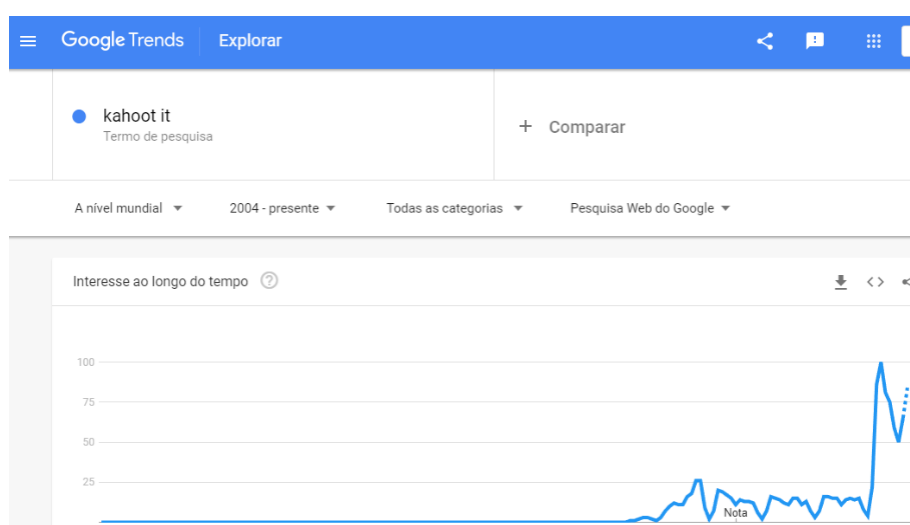 Google Trends Explorar
kahoot it
Termo de pesquisa
+ Comparar
A nível mundial 2004 - presente Todas as categorias Pesquisa Web do Google
Interesse ao longo do tempo
100
75
50
25
Nota